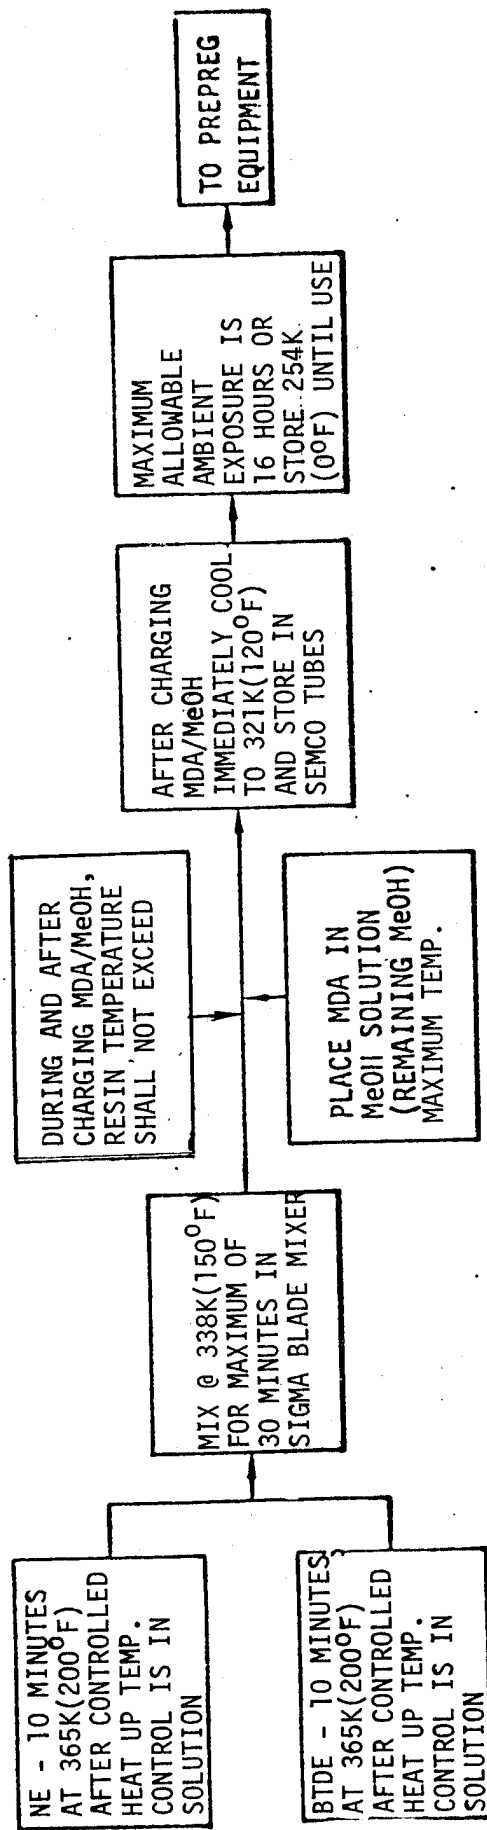 NE - 10 MINUTES
AT 365K(200°F)
AFTER CONTROLLED
HEAT UP TEMP.
CONTROL IS IN
SOLUTION
BTDE - 10 MINUTES
AT 365K(200°F)
AFTER CONTROLLED
HEAT UP TEMP.
CONTROL IS IN
SOLUTION
MIX @ 338K(150°F)
FOR MAXIMUM OF
30 MINUTES IN
SIGMA BLADE MIXER
DURING AND AFTER
CHARGING MDA/MeOH,
RESIN TEMPERATURE
SHALL NOT EXCEED
PLACE MDA IN
MeOH SOLUTION
(REMAINING MeOH)
MAXIMUM TEMP.
AFTER CHARGING
MDA/MeOH
IMMEDIATELY COOL
TO 321K(120°F)
AND STORE IN
SEMCO TUBES
MAXIMUM
ALLOWABLE
AMBIENT
EXPOSURE IS
16 HOURS OR
STORE 254K
(0°F) UNTIL USE
TO PREPREG
EQUIPMENT